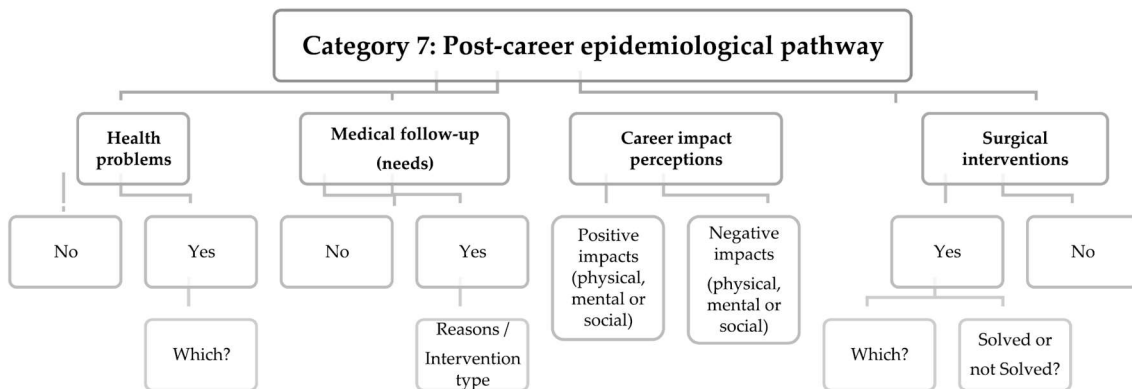 Category 7: Post-career epidemiological pathway
Health
problems
Medical follow-up
(needs)
Career impact
perceptions
Surgical
interventions
No
Yes
No
Yes
Positive
impacts
(physical,
mental or
social)
Negative
impacts
(physical,
mental or
social)
Yes
No
Which?
Reasons /
Intervention
type
Which?
Solved or
not Solved?